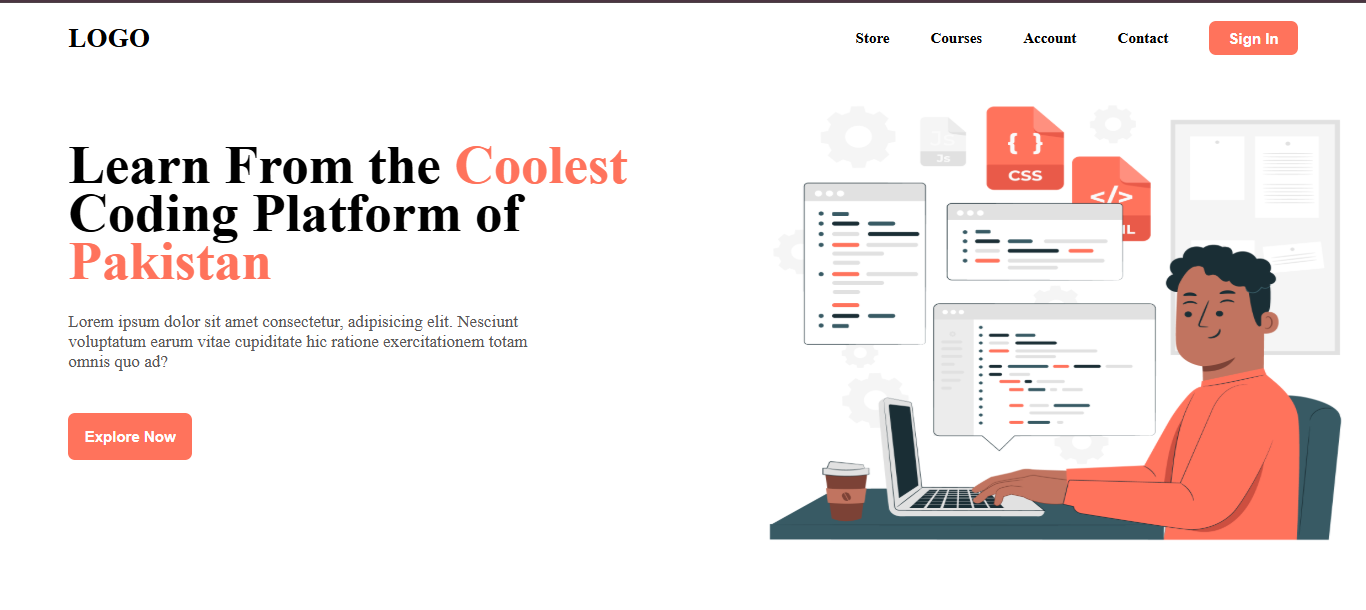 LOGO
Store
Courses
Account
Contact
Sign In
Learn From the Coolest
Coding Platform of
Pakistan
Lorem ipsum dolor sit amet consectetur, adipisicing elit. Nesciunt
voluptatum earum vitae cupiditate hic ratione exercitationem totam
omnis quo ad?
Explore Now
Js
Js
{ }
CSS
</>
IL